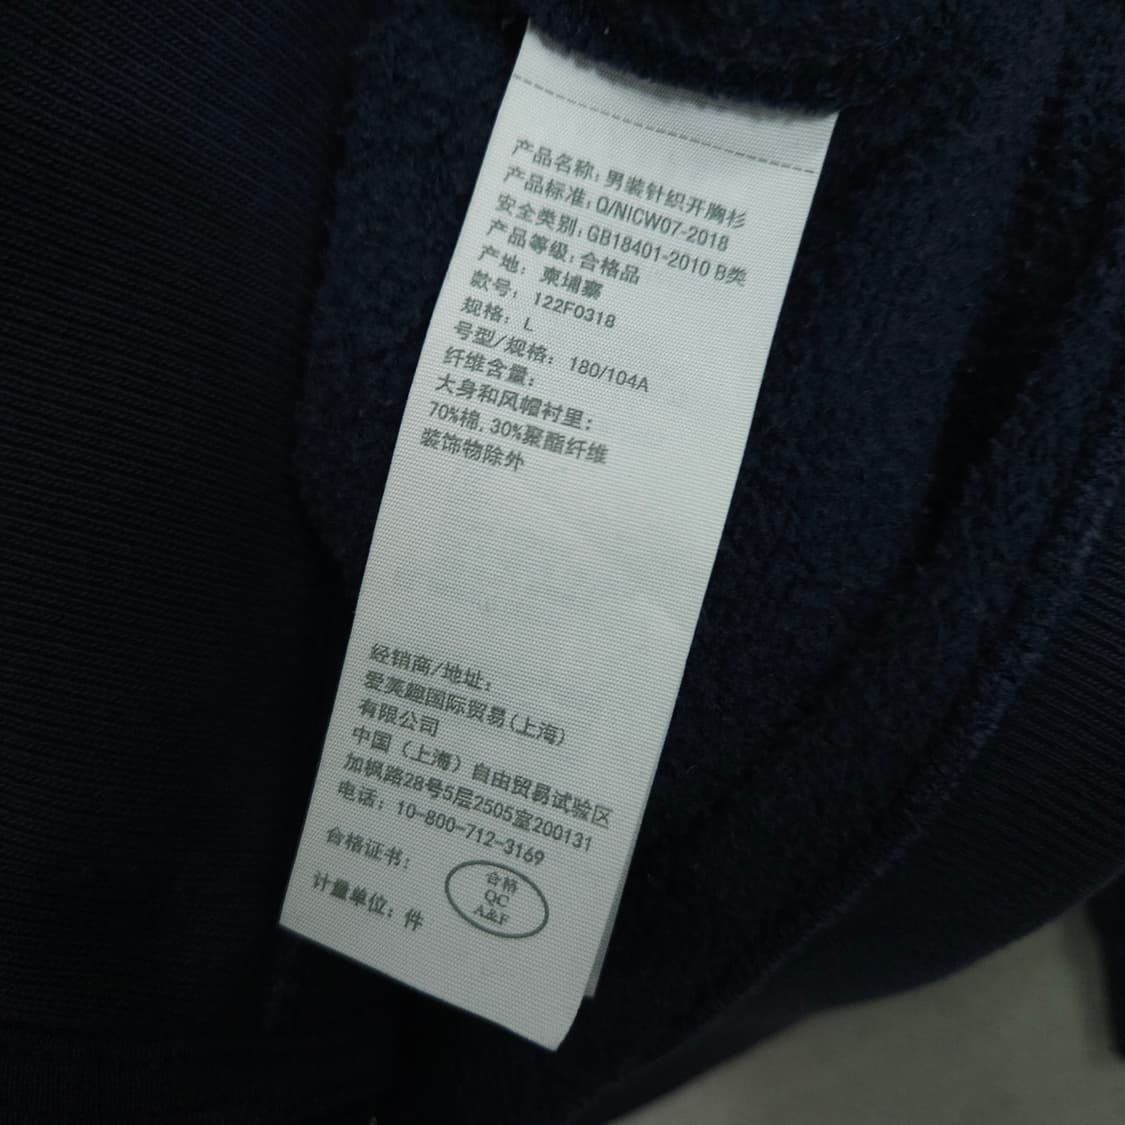 产品名称：男装针织开胸衫
产品标准：Q/NICW07-2018
安全类别：GB18401-2010 B类
产品等级：合格品
产地：柬埔寨
款号：122F0318
规格：L
号型/规格：180/104A
纤维含量：
大身和风帽衬里：
70%棉，30%聚酯纤维
装饰物除外
经销商/地址：
爱芙趣国际贸易(上海)
有限公司
中国（上海）自由贸易试验区
加枫路28号5层2505室200131
电话：10-800-712-3169
合格证书：
合格
QC
A&F
计量单位：件